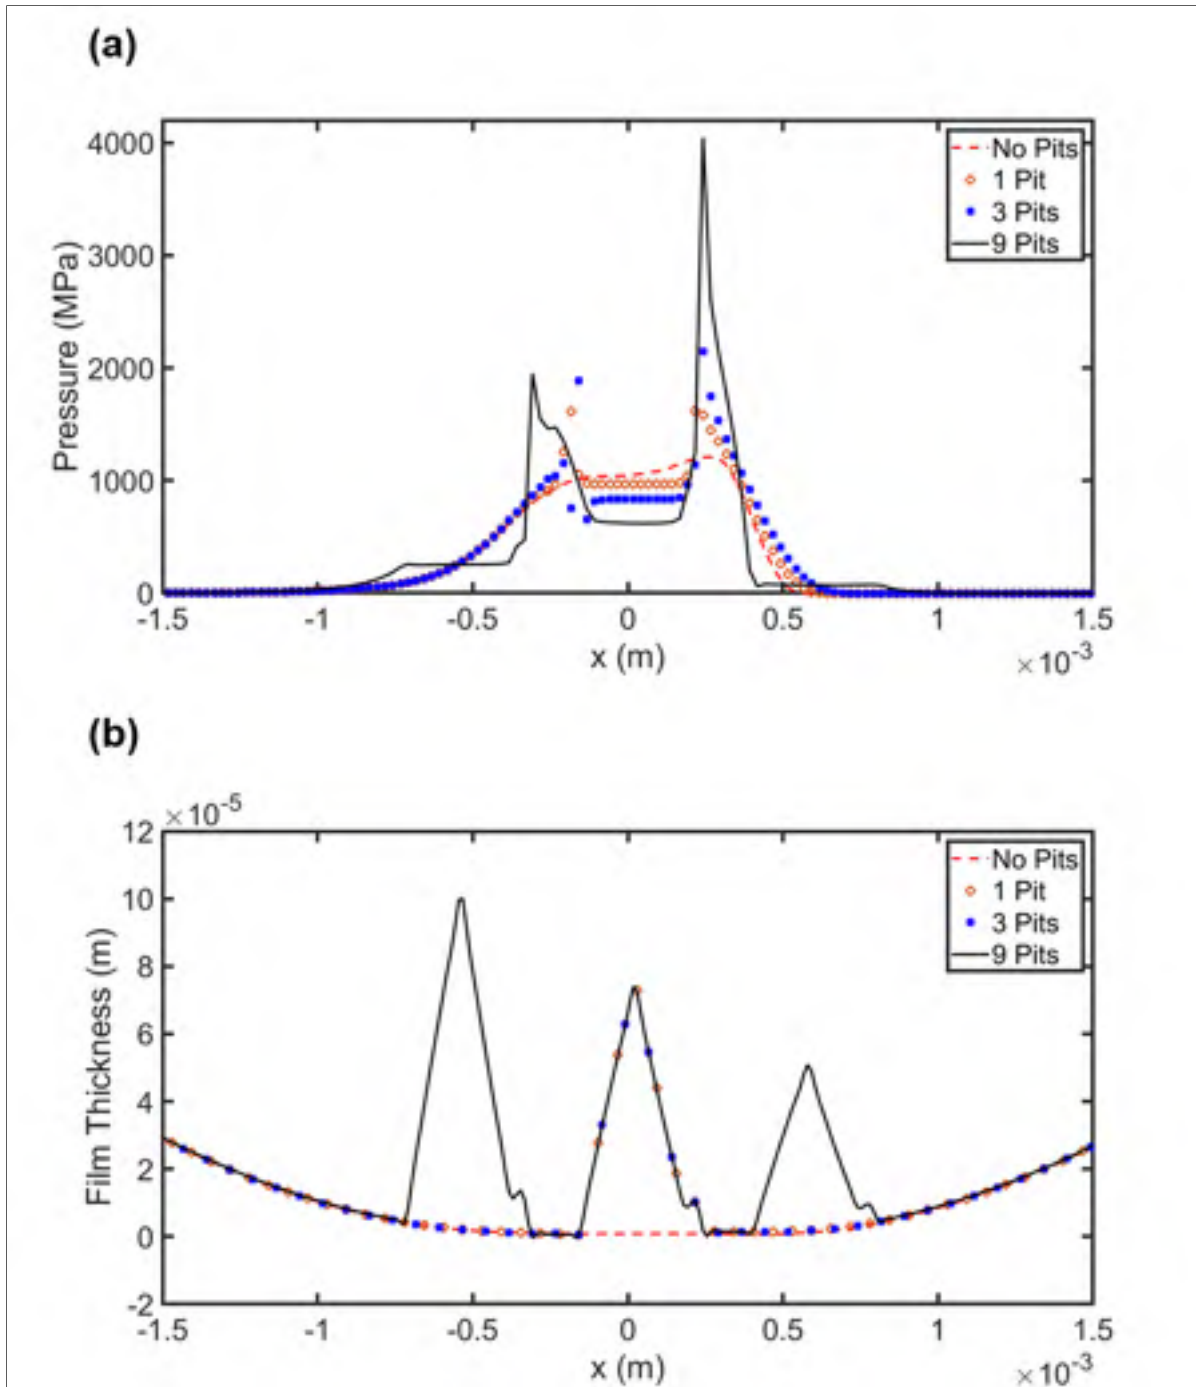 (a)
4000
3000
2000
1000
0
Pressure (MPa)
No Pits
1 Pit
3 Pits
9 Pits
-1.5 -1 -0.5 0 0.5 1 1.5
x (m)
×10-3
(b)
×10-5
12
10
8
6
4
2
0
-2
Film Thickness (m)
No Pits
1 Pit
3 Pits
9 Pits
-1.5 -1 -0.5 0 0.5 1 1.5
x (m)
×10-3